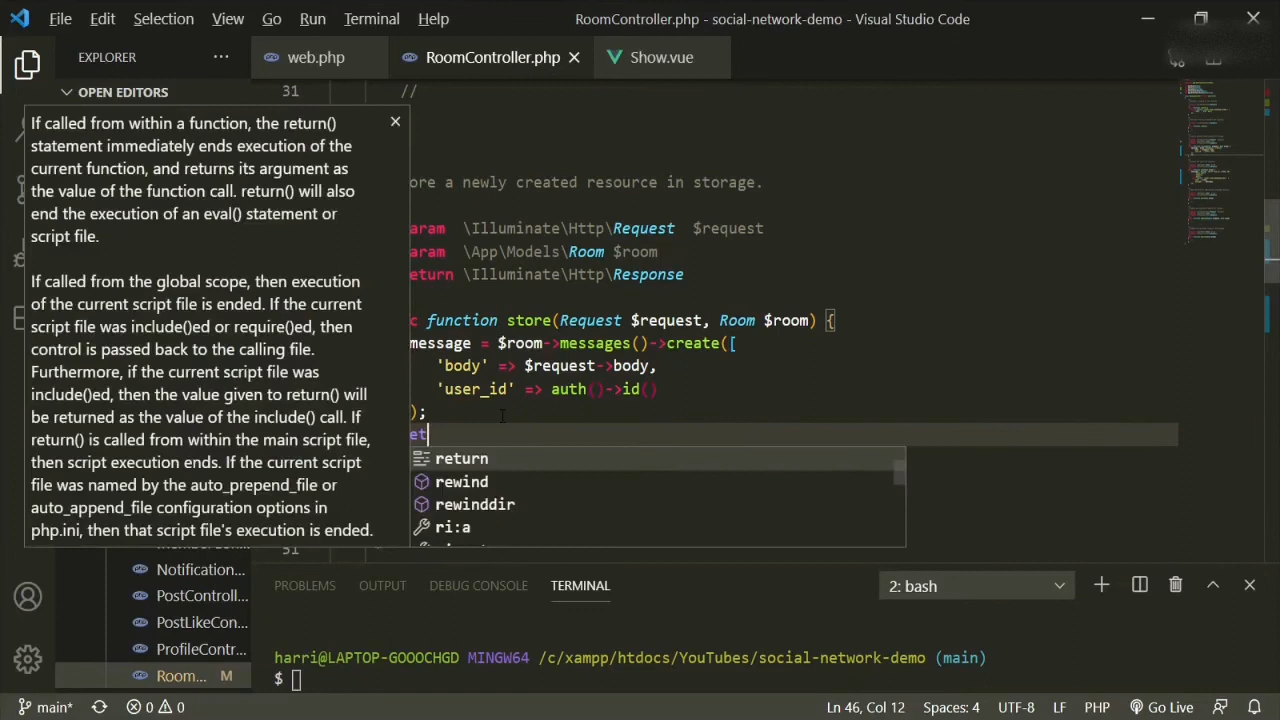 File Edit Selection View Go Run Terminal Help RoomController.php - social-network-demo - Visual Studio Code
EXPLORER ··· web.php RoomController.php Show.vue
OPEN EDITORS
31 //
If called from within a function, the return()
statement immediately ends execution of the
current function, and returns its argument as
the value of the function call. return() will also
end the execution of an eval() statement or
script file.
If called from the global scope, then execution
of the current script file is ended. If the current
script file was include()ed or require()ed, then
control is passed back to the calling file.
Furthermore, if the current script file was
include()ed, then the value given to return() will
be returned as the value of the include() call. If
return() is called from within the main script file,
then script execution ends. If the current script
file was named by the auto_prepend_file or
auto_append_file configuration options in
php.ini, then that script file's execution is ended.
ore a newly created resource in storage.
aram \Illuminate\Http\Request $request
aram \App\Models\Room $room
eturn \Illuminate\Http\Response
c function store(Request $request, Room $room) {
message = $room->messages()->create([
'body' => $request->body,
'user_id' => auth()->id()
);
et
return
rewind
rewinddir
ri:a
51
Notification...
PostControll...
PostLikeCon...
ProfileContr...
Room... M
PROBLEMS OUTPUT DEBUG CONSOLE TERMINAL 2: bash
harri@LAPTOP-GOOOCHGD MINGW64 /c/xampp/htdocs/YouTubes/social-network-demo (main)
$
main* 0 0 Ln 46, Col 12 Spaces: 4 UTF-8 LF PHP Go Live